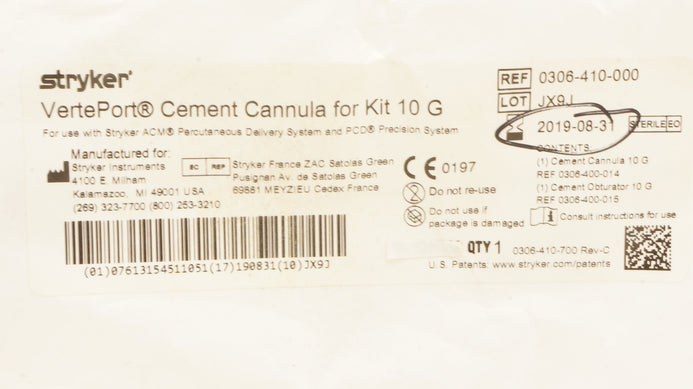 stryker®
VertePort® Cement Cannula for Kit 10 G
For use with Stryker ACM® Percutaneous Delivery System and PCD® Precision System
Manufactured for:
Stryker Instruments
4100 E. Milham
Kalamazoo, MI 49001 USA
(269) 323-7700 (800) 253-3210
EC REP
Stryker France ZAC Satolas Green
Pusignan Av. de Satolas Green
69881 MEYZIEU Cedex France
(01)07613154511051(17)190831(10)JX9J
REF 0306-410-000
LOT JX9J
2019-08-31 STERILE EO
CONTENTS
(1) Cement Cannula 10 G
REF 0306-400-014
(1) Cement Obturator 10 G
REF 0306-400-015
CE 0197
Do not re-use
Do not use if
package is damaged
Consult instructions for use
QTY 1 0306-410-700 Rev-C
U.S. Patents: www.stryker.com/patents